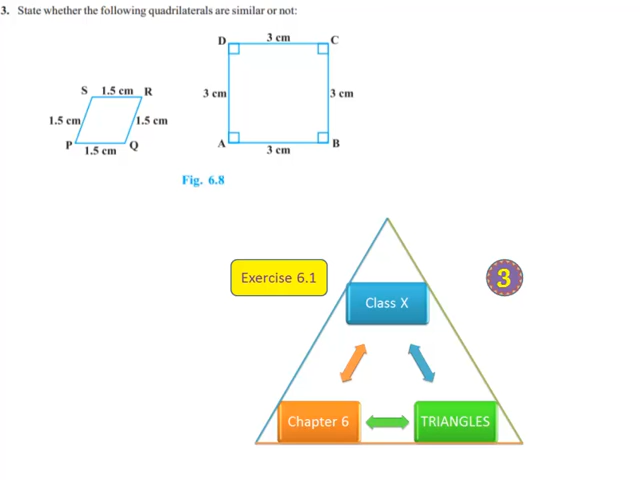 3. State whether the following quadrilaterals are similar or not:
D 3 cm C
S 1.5 cm R
3 cm 3 cm
1.5 cm 1.5 cm
P 1.5 cm Q
A 3 cm B
Fig. 6.8
Exercise 6.1
3
Class X
Chapter 6
TRIANGLES